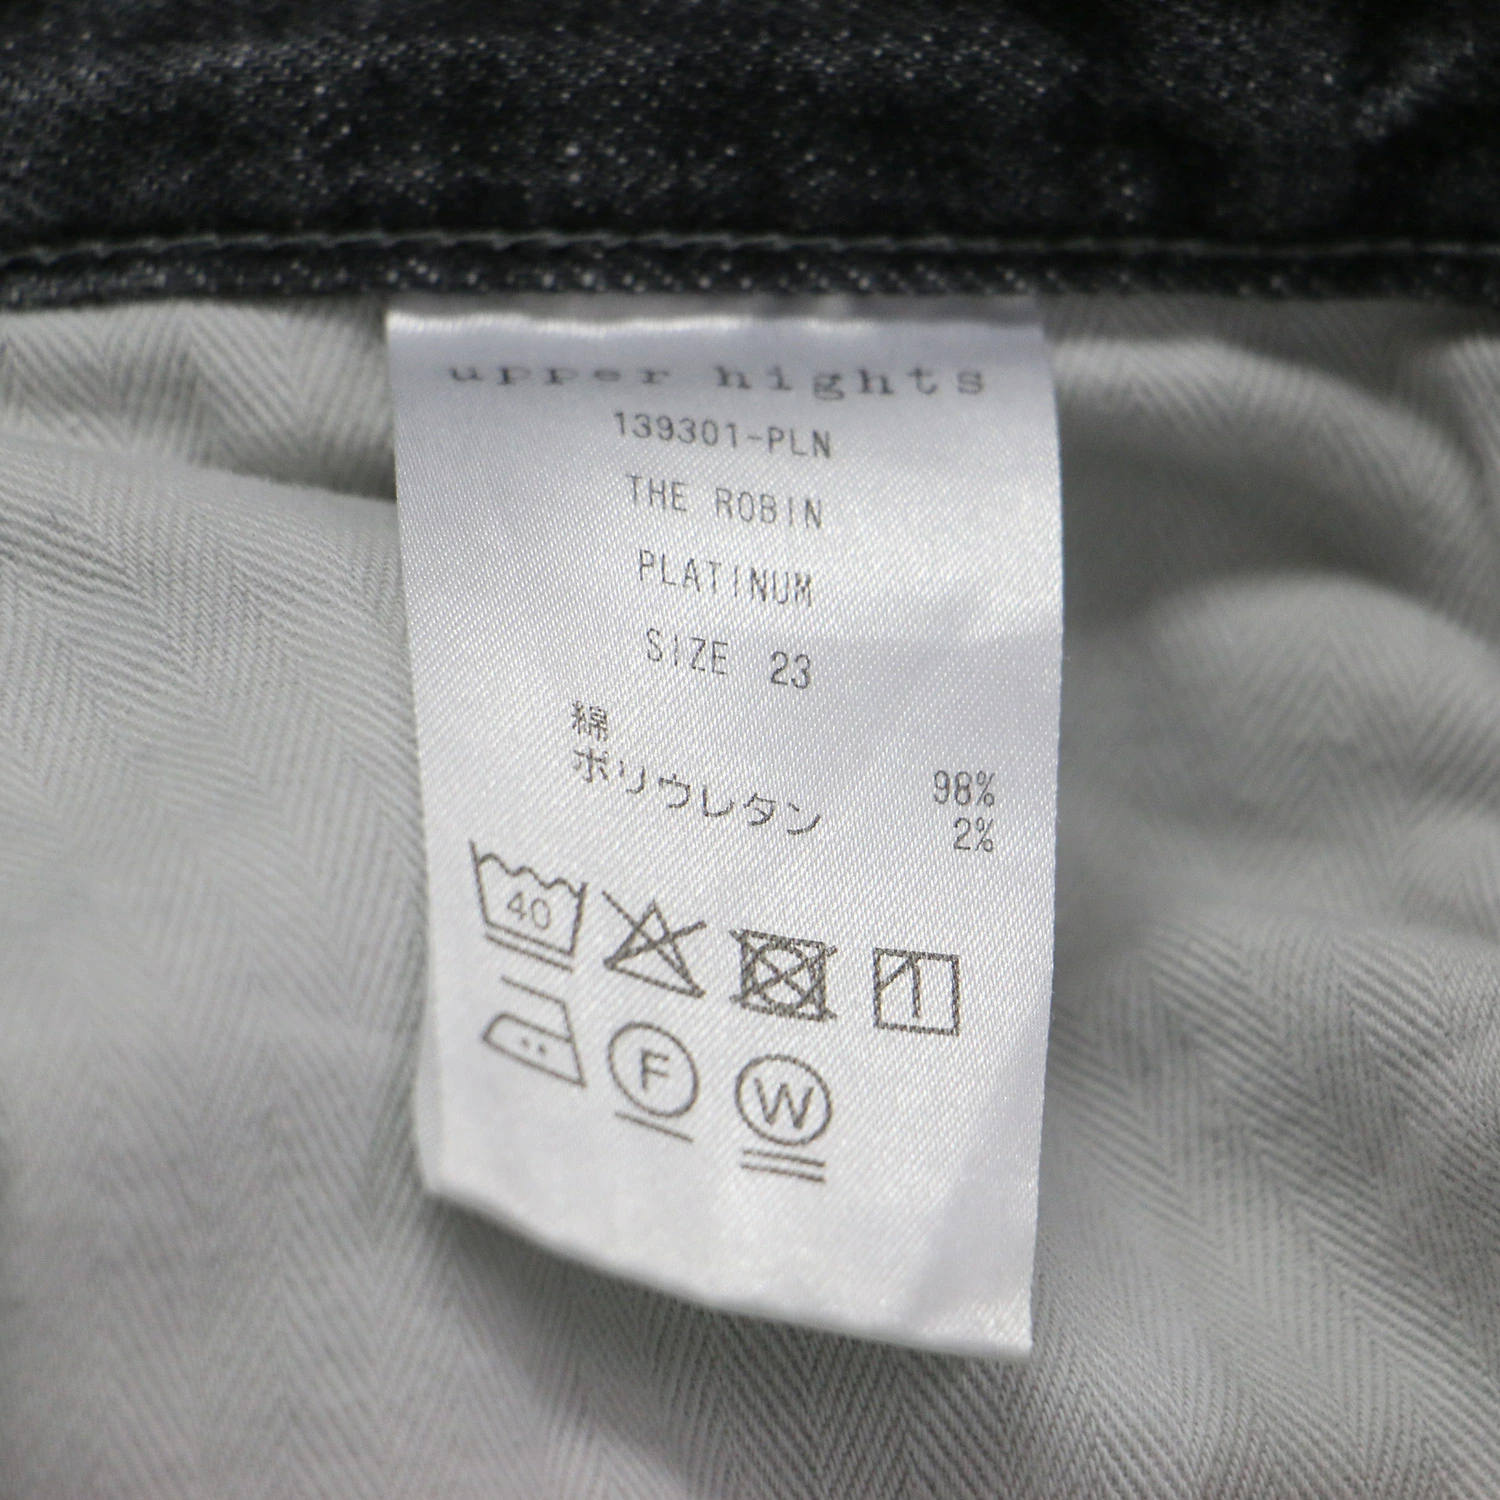 upper hights
139301-PLN
THE ROBIN
PLATINUM
SIZE 23
綿 98%
ポリウレタン 2%
40
F
W